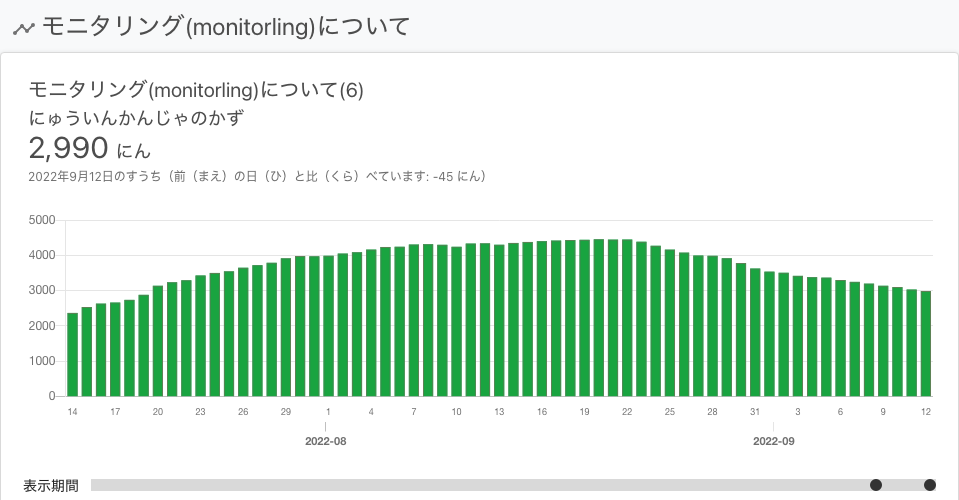 モニタリング(monitorling)について
モニタリング(monitorling)について(6)
にゅういんかんじゃのかず
2,990 にん
2022年9月12日のすうち（前（まえ）の日（ひ）と比（くら）べています: -45 にん）
5000
4000
3000
2000
1000
0
14 17 20 23 26 29 1 4 7 10 13 16 19 22 25 28 31 3 6 9 12
2022-08 2022-09
表示期間